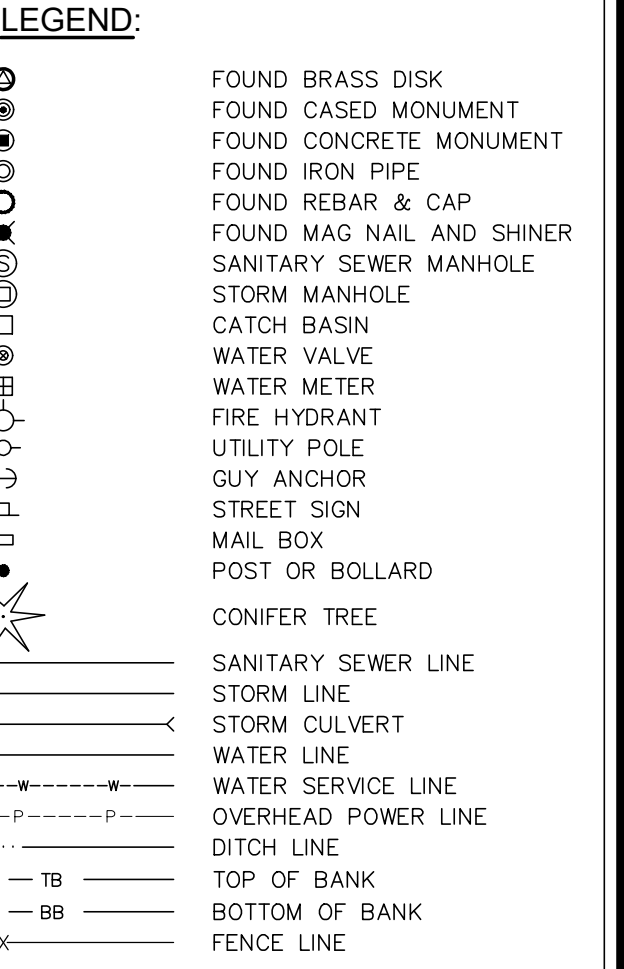 LEGEND:
FOUND BRASS DISK
FOUND CASED MONUMENT
FOUND CONCRETE MONUMENT
FOUND IRON PIPE
FOUND REBAR & CAP
FOUND MAG NAIL AND SHINER
S SANITARY SEWER MANHOLE
STORM MANHOLE
CATCH BASIN
WATER VALVE
WATER METER
FIRE HYDRANT
UTILITY POLE
GUY ANCHOR
STREET SIGN
MAIL BOX
POST OR BOLLARD
CONIFER TREE
SANITARY SEWER LINE
STORM LINE
STORM CULVERT
WATER LINE
W W WATER SERVICE LINE
P P OVERHEAD POWER LINE
DITCH LINE
TB TOP OF BANK
BB BOTTOM OF BANK
X FENCE LINE